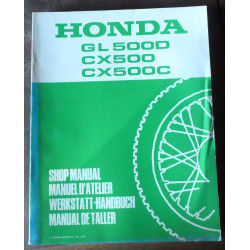 HONDA
GL500D
CX500
CX500C
SHOP MANUAL
MANUEL D'ATELIER
WERKSTATT-HANDBUCH
MANUAL DE TALLER